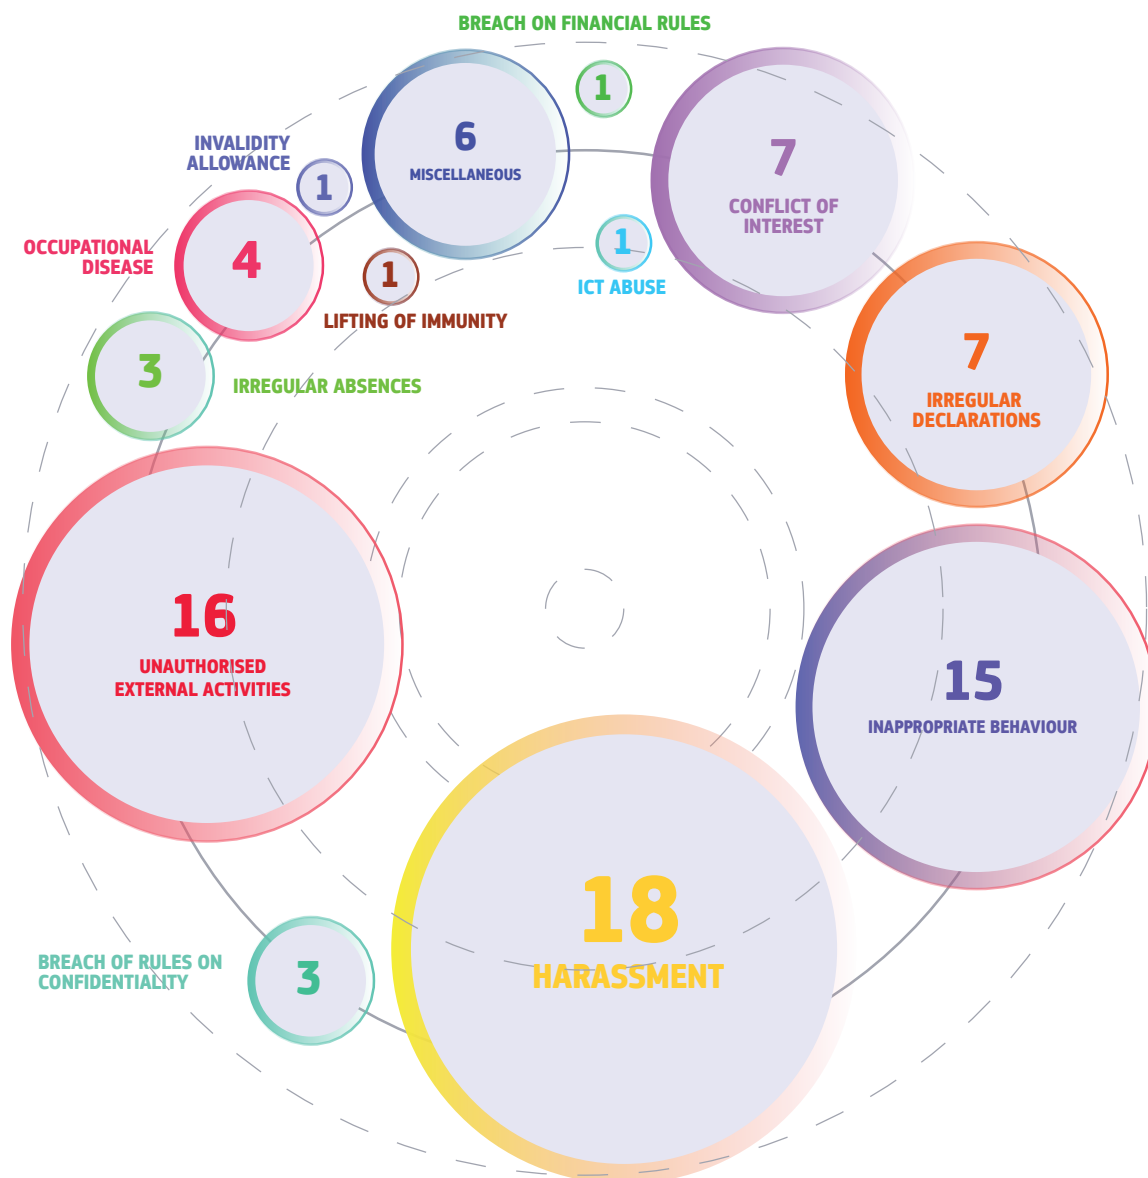 BREACH ON FINANCIAL RULES
1
6
MISCELLANEOUS
7
CONFLICT OF
INTEREST
INVALIDITY
ALLOWANCE
1
1
ICT ABUSE
OCCUPATIONAL
DISEASE
4
1
LIFTING OF IMMUNITY
7
IRREGULAR
DECLARATIONS
3
IRREGULAR ABSENCES
16
UNAUTHORISED
EXTERNAL ACTIVITIES
15
INAPPROPRIATE BEHAVIOUR
18
HARASSMENT
BREACH OF RULES ON
CONFIDENTIALITY
3